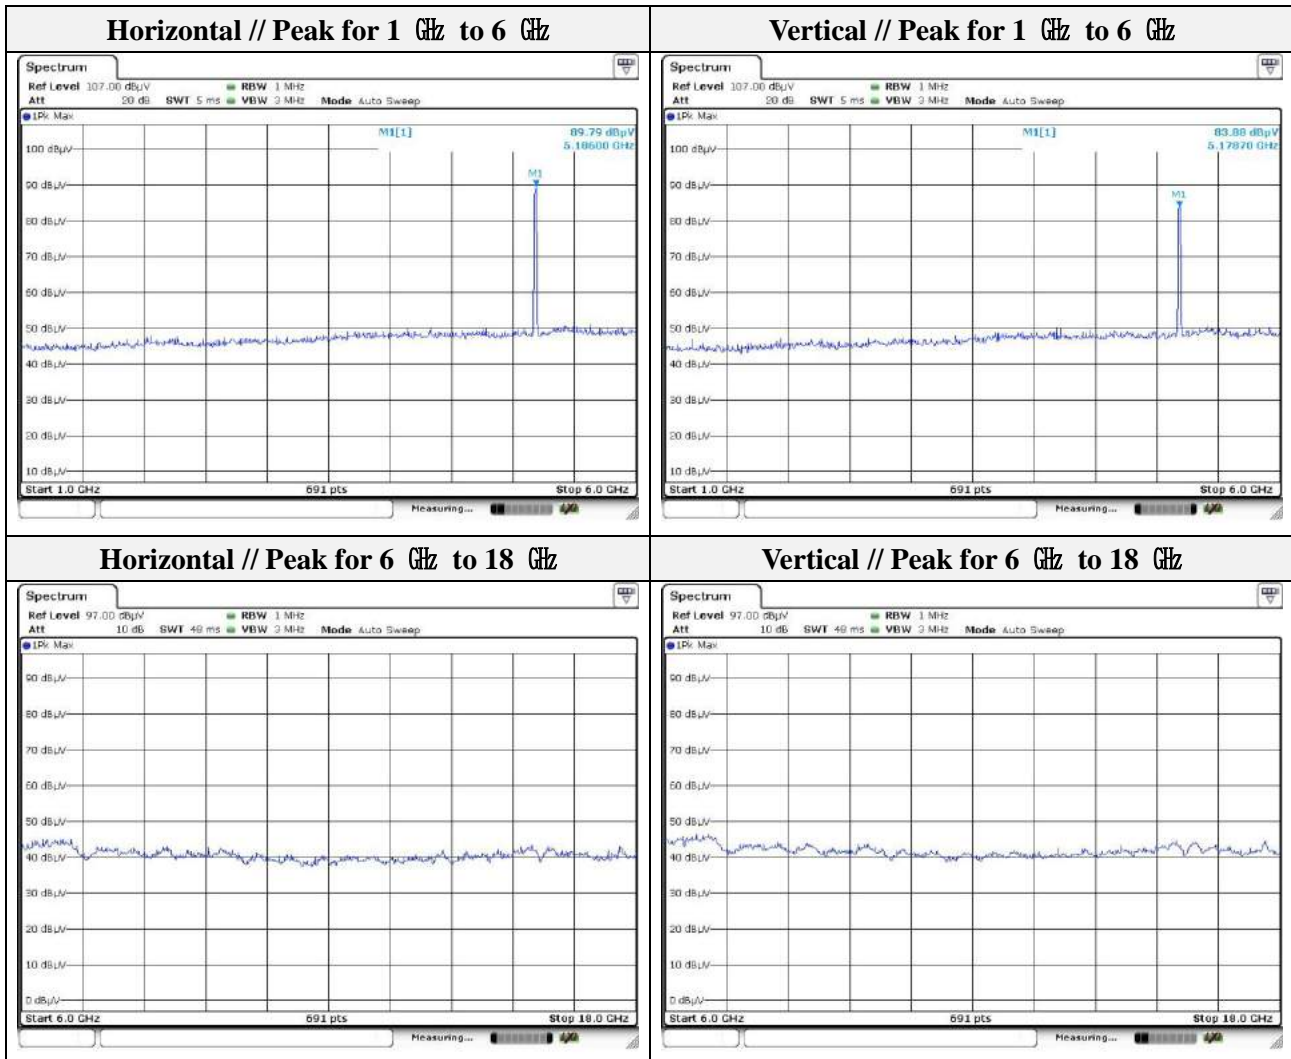 Horizontal // Peak for 1 ㎓ to 6 ㎓
Vertical // Peak for 1 ㎓ to 6 ㎓
Spectrum
Ref Level 107.00 dBµV RBW 1 MHz
Att 20 dB SWT 5 ms VBW 3 MHz Mode Auto Sweep
1Pk Max
M1[1] 89.79 dBµV
5.18600 GHz
M1
100 dBµV
90 dBµV
80 dBµV
70 dBµV
60 dBµV
50 dBµV
40 dBµV
30 dBµV
20 dBµV
10 dBµV
Start 1.0 GHz 691 pts Stop 6.0 GHz
Measuring...
Spectrum
Ref Level 107.00 dBµV RBW 1 MHz
Att 20 dB SWT 5 ms VBW 3 MHz Mode Auto Sweep
1Pk Max
M1[1] 83.88 dBµV
5.17870 GHz
M1
100 dBµV
90 dBµV
80 dBµV
70 dBµV
60 dBµV
50 dBµV
40 dBµV
30 dBµV
20 dBµV
10 dBµV
Start 1.0 GHz 691 pts Stop 6.0 GHz
Measuring...
Horizontal // Peak for 6 ㎓ to 18 ㎓
Vertical // Peak for 6 ㎓ to 18 ㎓
Spectrum
Ref Level 97.00 dBµV RBW 1 MHz
Att 10 dB SWT 48 ms VBW 3 MHz Mode Auto Sweep
1Pk Max
90 dBµV
80 dBµV
70 dBµV
60 dBµV
50 dBµV
40 dBµV
30 dBµV
20 dBµV
10 dBµV
0 dBµV
Start 6.0 GHz 691 pts Stop 18.0 GHz
Measuring...
Spectrum
Ref Level 97.00 dBµV RBW 1 MHz
Att 10 dB SWT 48 ms VBW 3 MHz Mode Auto Sweep
1Pk Max
90 dBµV
80 dBµV
70 dBµV
60 dBµV
50 dBµV
40 dBµV
30 dBµV
20 dBµV
10 dBµV
0 dBµV
Start 6.0 GHz 691 pts Stop 18.0 GHz
Measuring...